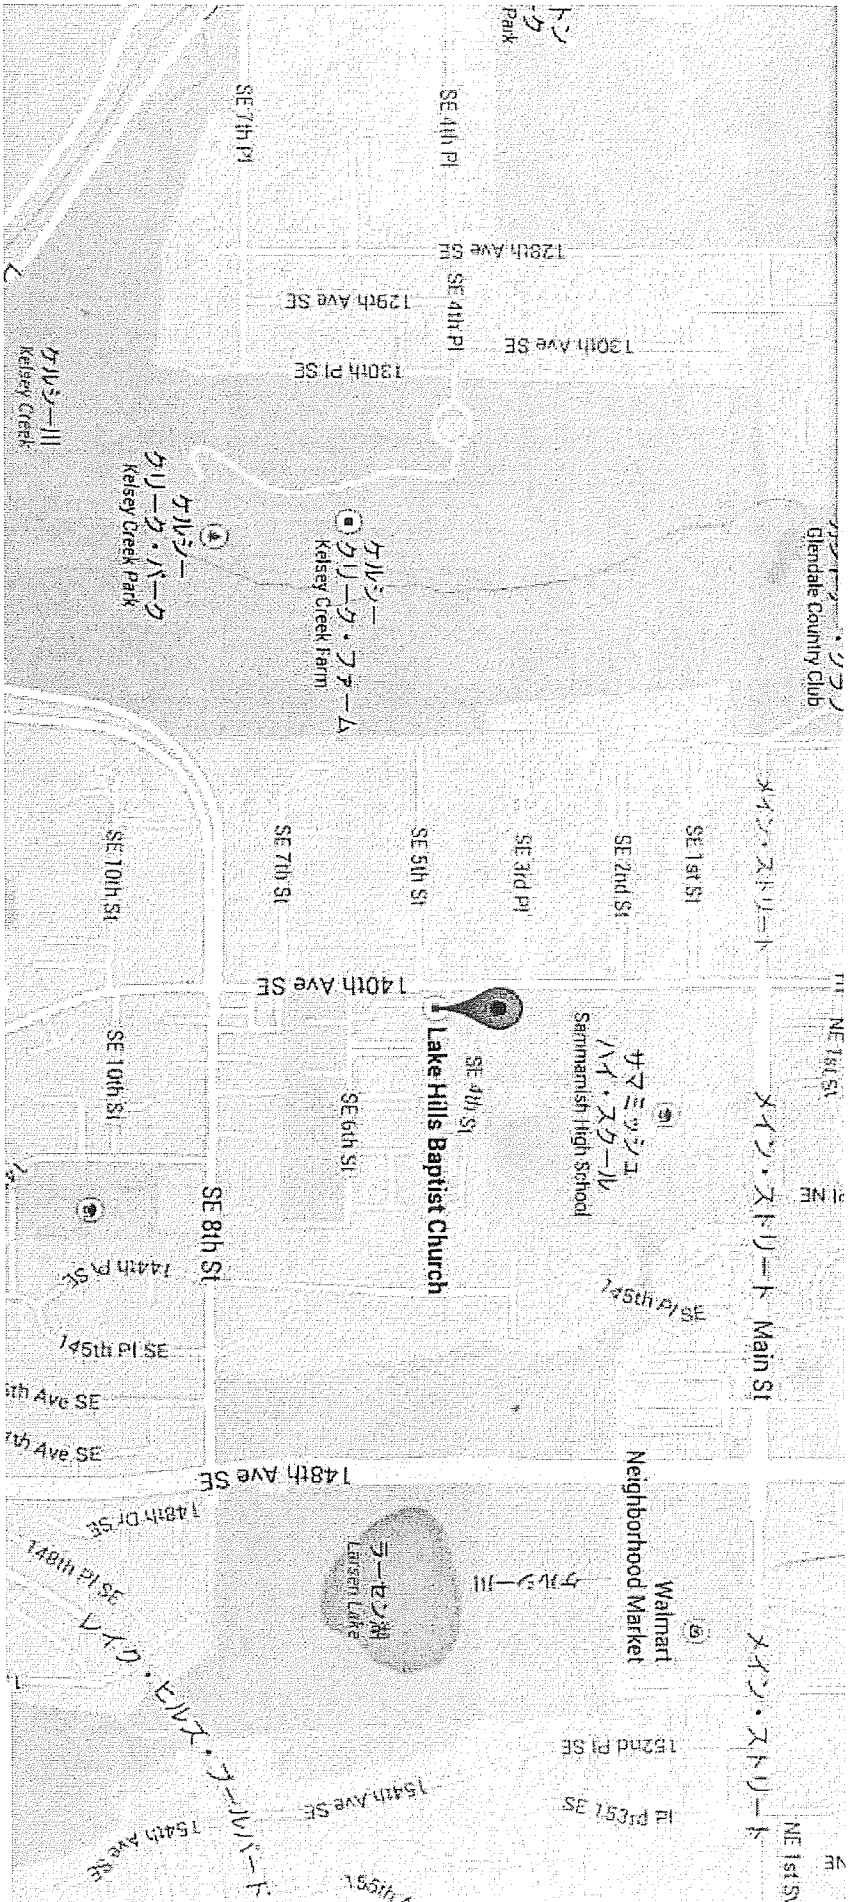 Park
SE 7th Pl
SE 4th Pl
128th Ave SE
129th Ave SE
SE 4th Pl
130th Ave SE
130th Pl SE
ケルシー川
Kelsey Creek
ケルシー
クリーク・パーク
Kelsey Creek Park
ケルシー
クリーク・ファーム
Kelsey Creek Farm
Glendale Country Club
SE 10th St
SE 7th St
SE 5th St
SE 3rd Pl
SE 2nd St
SE 1st St
メイン・ストリート
140th Ave SE
NE 1st St
SE 10th St
SE 6th St
SE 4th St
Lake Hills Baptist Church
サマミッシュ
ハイ・スクール
Sammamish High School
メイン・ストリート
Pl NE
SE 8th St
144th Pl SE
145th Pl SE
145th Pl SE
Main St
Ave SE
Ave SE
148th Ave SE
148th Dr SE
148th Pl SE
ラーセン湖
Larsen Lake
ケルシー川
Walmart
Neighborhood Market
レイク・ヒルズ・ブールバード
メイン・ストリート
152nd Pl SE
SE 153rd Pl
154th Ave SE
154th Ave SE
155th
NE 1st St
NE